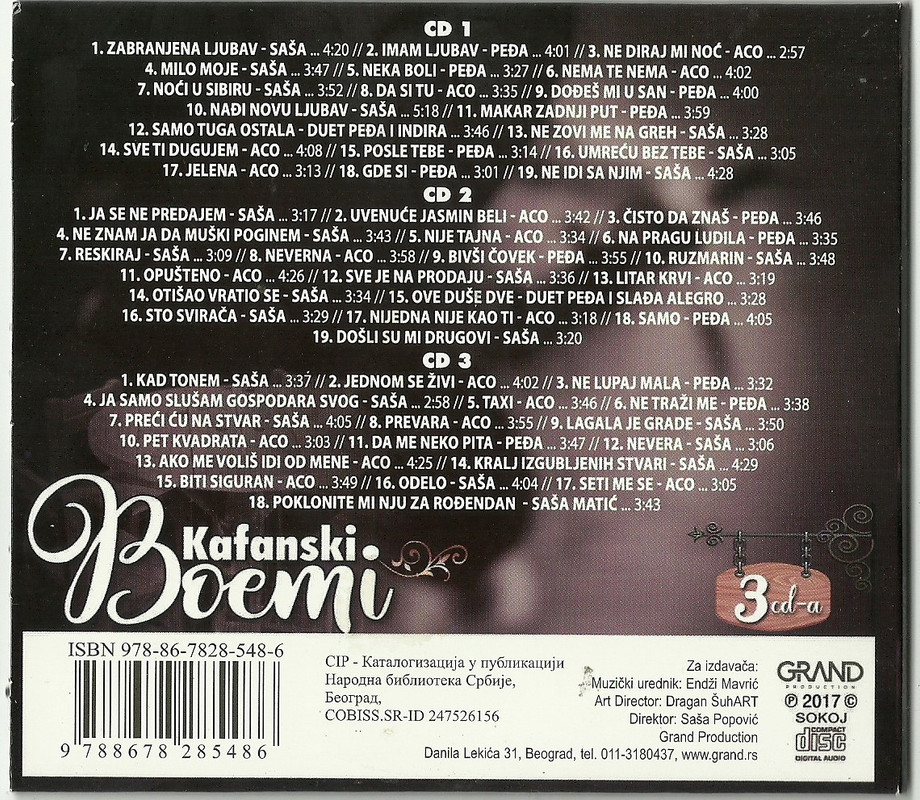 CD 1
1. ZABRANJENA LJUBAV - SAŠA ... 4:20 // 2. IMAM LJUBAV - PEĐA ... 4:01 // 3. NE DIRAJ MI NOĆ - ACO ... 2:57
4. MILO MOJE - SAŠA ... 3:47 // 5. NEKA BOLI - PEĐA ... 3:27 // 6. NEMA TE NEMA - ACO ... 4:02
7. NOĆI U SIBIRU - SAŠA ... 3:52 // 8. DA SI TU - ACO ... 3:35 // 9. DOĐEŠ MI U SAN - PEĐA ... 4:00
10. NAĐI NOVU LJUBAV - SAŠA ... 5:18 // 11. MAKAR ZADNJI PUT - PEĐA ... 3:59
12. SAMO TUGA OSTALA - DUET PEĐA I INDIRA ... 3:46 // 13. NE ZOVI ME NA GREH - SAŠA ... 3:28
14. SVE TI DUGUJEM - ACO ... 4:08 // 15. POSLE TEBE - PEĐA ... 3:14 // 16. UMREĆU BEZ TEBE - SAŠA ... 3:05
17. JELENA - ACO ... 3:13 // 18. GDE SI - PEĐA ... 3:01 // 19. NE IDI SA NJIM - SAŠA ... 4:28
CD 2
1. JA SE NE PREDAJEM - SAŠA ... 3:17 // 2. UVENUĆE JASMIN BELI - ACO ... 3:42 // 3. ČISTO DA ZNAŠ - PEĐA ... 3:46
4. NE ZNAM JA DA MUŠKI POGINEM - SAŠA ... 3:43 // 5. NIJE TAJNA - ACO ... 3:34 // 6. NA PRAGU LUDILA - PEĐA ... 3:35
7. RESKIRAJ - SAŠA ... 3:09 // 8. NEVERNA - ACO ... 3:58 // 9. BIVŠI ČOVEK - PEĐA ... 3:55 // 10. RUZMARIN - SAŠA ... 3:48
11. OPUŠTENO - ACO ... 4:26 // 12. SVE JE NA PRODAJU - SAŠA ... 3:36 // 13. LITAR KRVI - ACO ... 3:19
14. OTIŠAO VRATIO SE - SAŠA ... 3:34 // 15. OVE DUŠE DVE - DUET PEĐA I SLAĐA ALEGRO ... 3:28
16. STO SVIRAČA - SAŠA ... 3:29 // 17. NIJEDNA NIJE KAO TI - ACO ... 3:18 // 18. SAMO - PEĐA ... 4:05
19. DOŠLI SU MI DRUGOVI - SAŠA ... 3:20
CD 3
1. KAD TONEM - SAŠA ... 3:37 // 2. JEDNOM SE ŽIVI - ACO ... 4:02 // 3. NE LUPAJ MALA - PEĐA ... 3:32
4. JA SAMO SLUŠAM GOSPODARA SVOG - SAŠA ... 2:58 // 5. TAXI - ACO ... 3:46 // 6. NE TRAŽI ME - PEĐA ... 3:38
7. PREĆI ĆU NA STVAR - SAŠA ... 4:05 // 8. PREVARA - ACO ... 3:55 // 9. LAGALA JE GRADE - SAŠA ... 3:50
10. PET KVADRATA - ACO ... 3:03 // 11. DA ME NEKO PITA - PEĐA ... 3:47 // 12. NEVERA - SAŠA ... 3:06
13. AKO ME VOLIŠ IDI OD MENE - ACO ... 4:25 // 14. KRALJ IZGUBLJENIH STVARI - SAŠA ... 4:29
15. BITI SIGURAN - ACO ... 3:49 // 16. ODELO - SAŠA ... 4:04 // 17. SETI ME SE - ACO ... 3:05
18. POKLONITE MI NJU ZA ROĐENDAN - SAŠA MATIĆ ... 3:43
Kafanski
Boemi
3 cd-a
ISBN 978-86-7828-548-6
9 788678 285486
CIP - Каталогизација у публикацији
Народна библиотека Србије,
Београд,
COBISS.SR-ID 247526156
Za izdavača:
Muzički urednik: Endži Mavrić
Art Director: Dragan ŠuhART
Direktor: Saša Popović
Grand Production
Danila Lekića 31, Beograd, tel. 011-3180437, www.grand.rs
GRAND
PRODUCTION
℗ 2017 ©
SOKOJ
COMPACT
disc
DIGITAL AUDIO